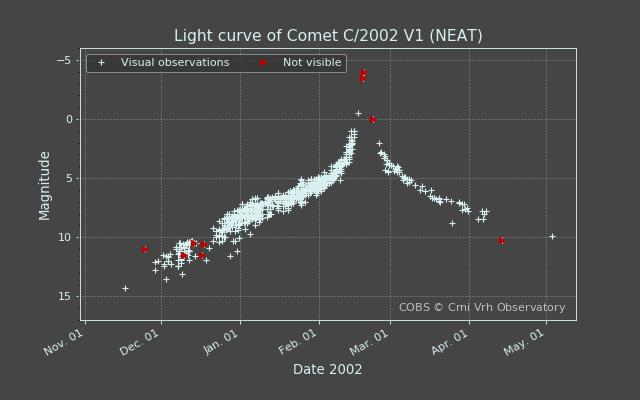 Light curve of Comet C/2002 V1 (NEAT)
Visual observations
Not visible
Magnitude
−5
0
5
10
15
COBS © Crni Vrh Observatory
Nov. 01
Dec. 01
Jan. 01
Feb. 01
Mar. 01
Apr. 01
May. 01
Date 2002